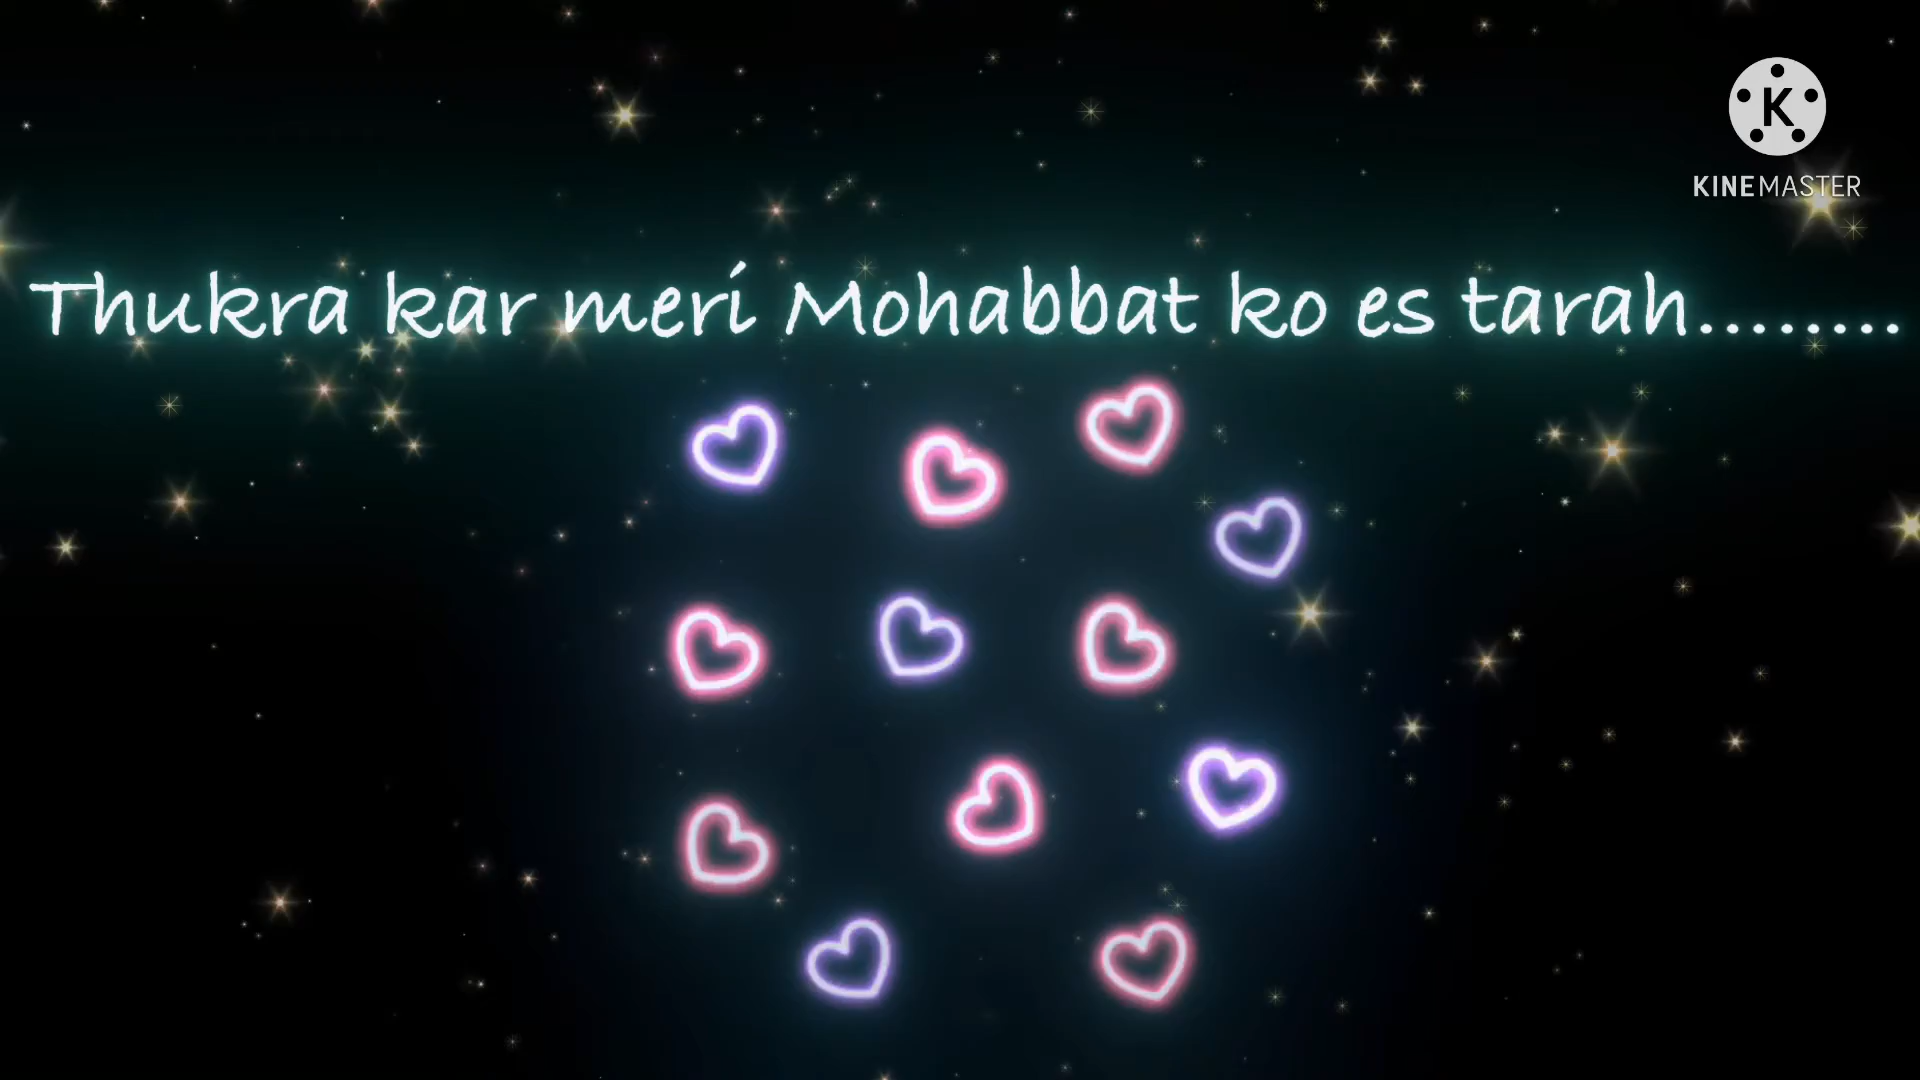 KINEMASTER
Thukra kar meri Mohabbat ko es tarah........